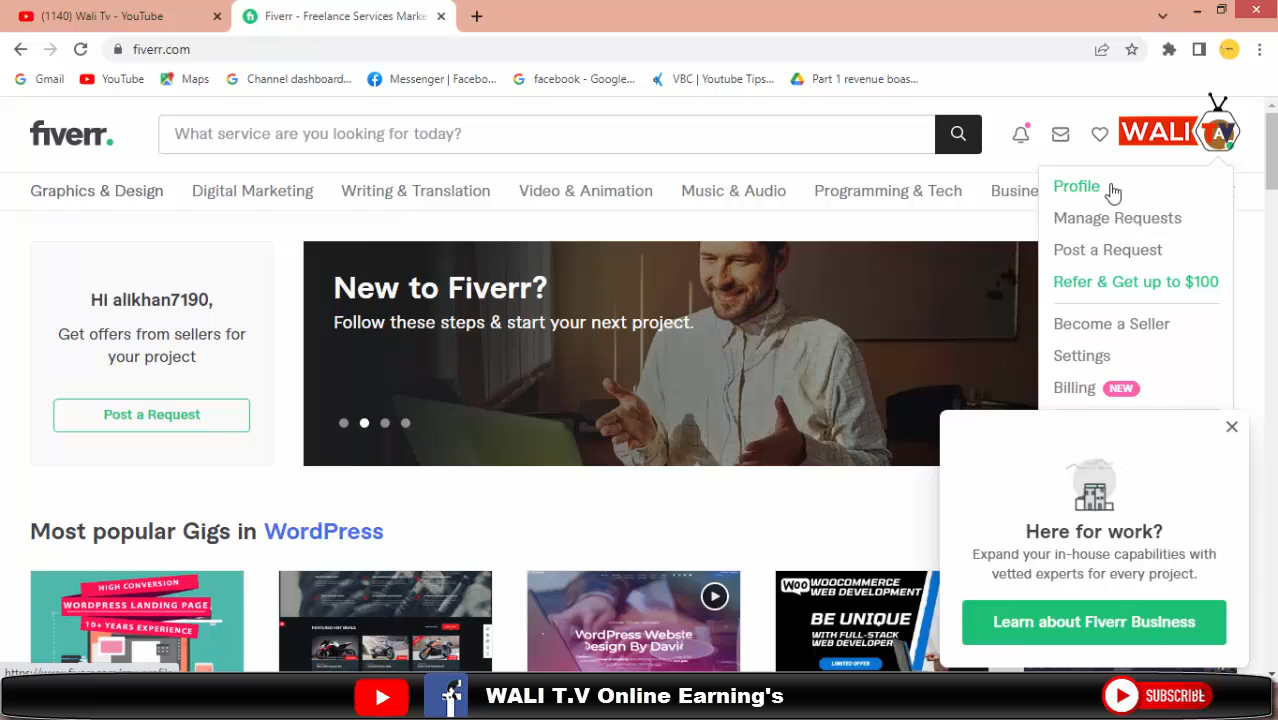 (1140) Wali Tv - YouTube
Fiverr - Freelance Services Marke
fiverr.com
Gmail
YouTube
Maps
Channel dashboard...
Messenger | Facebo...
facebook - Google...
VBC | Youtube Tips...
Part 1 revenue boas...
fiverr.
What service are you looking for today?
WALI TV
A
Graphics & Design
Digital Marketing
Writing & Translation
Video & Animation
Music & Audio
Programming & Tech
Busine
Profile
Manage Requests
Post a Request
Refer & Get up to $100
Become a Seller
Settings
Billing NEW
Hi alikhan7190,
Get offers from sellers for
your project
Post a Request
New to Fiverr?
Follow these steps & start your next project.
Here for work?
Expand your in-house capabilities with
vetted experts for every project.
Learn about Fiverr Business
Most popular Gigs in WordPress
HIGH CONVERSION
WORDPRESS LANDING PAGE
10+ YEARS EXPERIENCE
WordPress Website
Design By David
WOO WOOCOMMERCE
WEB DEVELOPMENT
BE UNIQUE
WITH FULL-STACK
WEB DEVELOPER
LIMITED OFFER
WALI T.V Online Earning's
SUBSCRIBE